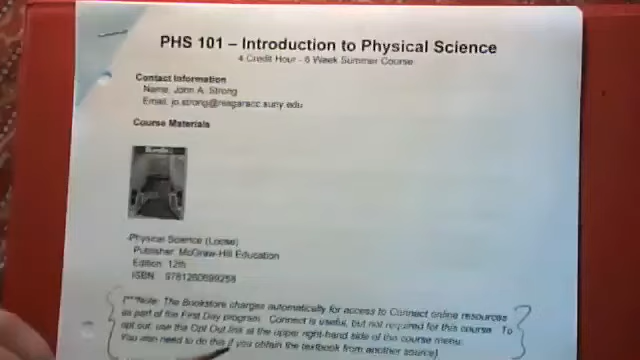 PHS 101 – Introduction to Physical Science
4 Credit Hour - 6 Week Summer Course
Contact Information
Name: John A. Strong
Email:
Course Materials
Physical Science (Loose)
Publisher: McGraw-Hill Education
Edition: 12th
ISBN: 9781260699258
(***Note: The Bookstore charges automatically for access to Connect online resources
as part of the First Day program. Connect is useful, but not required for this course. To
opt out, use the Opt Out link at the upper right-hand side of the course menu.
You also need to do this if you obtain the textbook from another source)